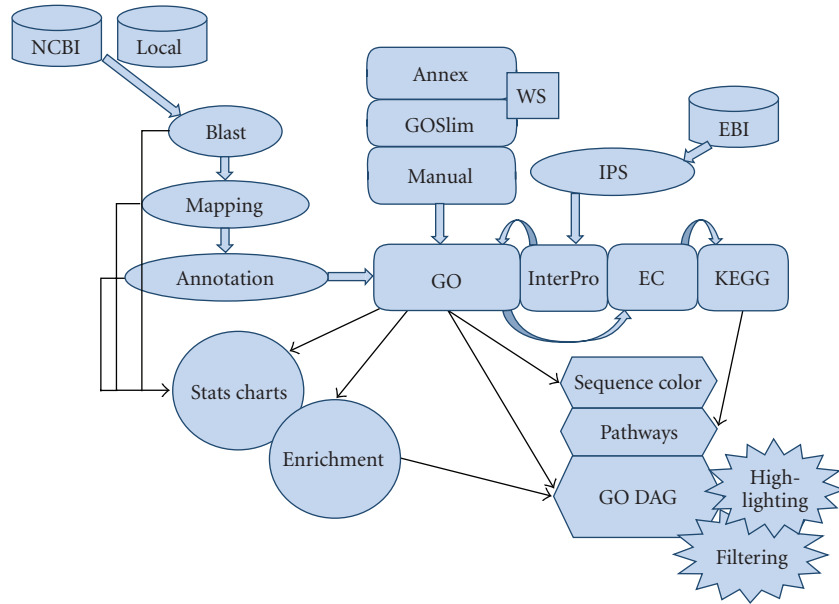 NCBI
Local
Blast
Mapping
Annotation
Annex
WS
GOSlim
Manual
EBI
IPS
GO
InterPro
EC
KEGG
Stats charts
Enrichment
Sequence color
Pathways
GO DAG
High-
lighting
Filtering